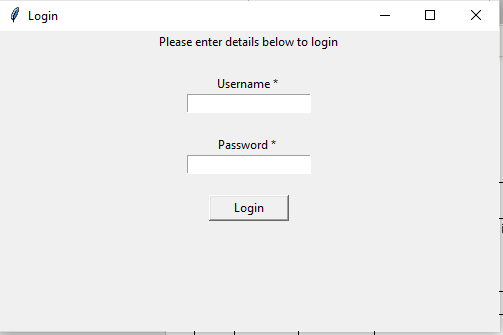 Login
Please enter details below to login
Username *
Password *
Login